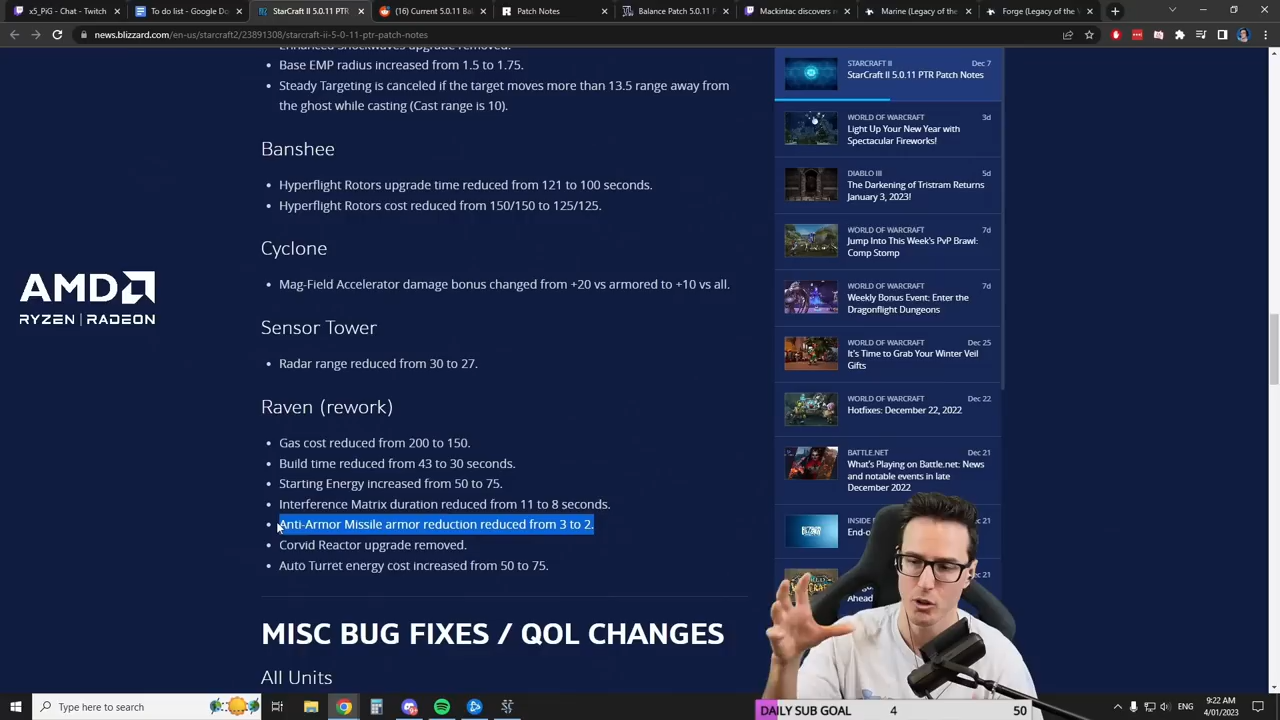 x5_PiG - Chat - Twitch
To do list - Google Do
(16) Current 5.0.11 Bal
Patch Notes
Balance Patch 5.0.11 P
Maxpintac discovers n
Mothership (Legacy of
Forge (Legacy of the V
news.blizzard.com/en-us/starcraft2/23891308/starcraft-ii-5-0-11-ptr-patch-notes
Enhanced Shockwaves upgrade removed.
Base EMP radius increased from 1.5 to 1.75.
Steady Targeting is canceled if the target moves more than 13.5 range away from
the ghost while casting (Cast range is 10).
Banshee
Hyperflight Rotors upgrade time reduced from 121 to 100 seconds.
Hyperflight Rotors cost reduced from 150/150 to 125/125.
Cyclone
Mag-Field Accelerator damage bonus changed from +20 vs armored to +10 vs all.
Sensor Tower
Radar range reduced from 30 to 27.
Raven (rework)
Gas cost reduced from 200 to 150.
Build time reduced from 43 to 30 seconds.
Starting Energy increased from 50 to 75.
Interference Matrix duration reduced from 11 to 8 seconds.
Anti-Armor Missile armor reduction reduced from 3 to 2.
Corvid Reactor upgrade removed.
Auto Turret energy cost increased from 50 to 75.
MISC BUG FIXES / QOL CHANGES
All Units
AMD
RYZEN | RADEON
STARCRAFT II Dec 7
StarCraft II 5.0.11 PTR Patch Notes
WORLD OF WARCRAFT 3d
Light Up Your New Year with
Spectacular Fireworks!
DIABLO III 5d
The Darkening of Tristram Returns
January 3, 2023!
WORLD OF WARCRAFT 7d
Jump Into This Week's PvP Brawl:
Comp Stomp
WORLD OF WARCRAFT 7d
Weekly Bonus Event: Enter the
Dragonflight Dungeons
WORLD OF WARCRAFT Dec 25
It's Time to Grab Your Winter Veil
Gifts
WORLD OF WARCRAFT Dec 22
Hotfixes: December 22, 2022
BATTLE.NET Dec 21
What's Playing on Battle.net: News
and notable events in late
December 2022
INSIDE 21
End-o
21
Ahead
Type here to search
ENG
9:22 AM
4/01/2023
DAILY SUB GOAL 4 50